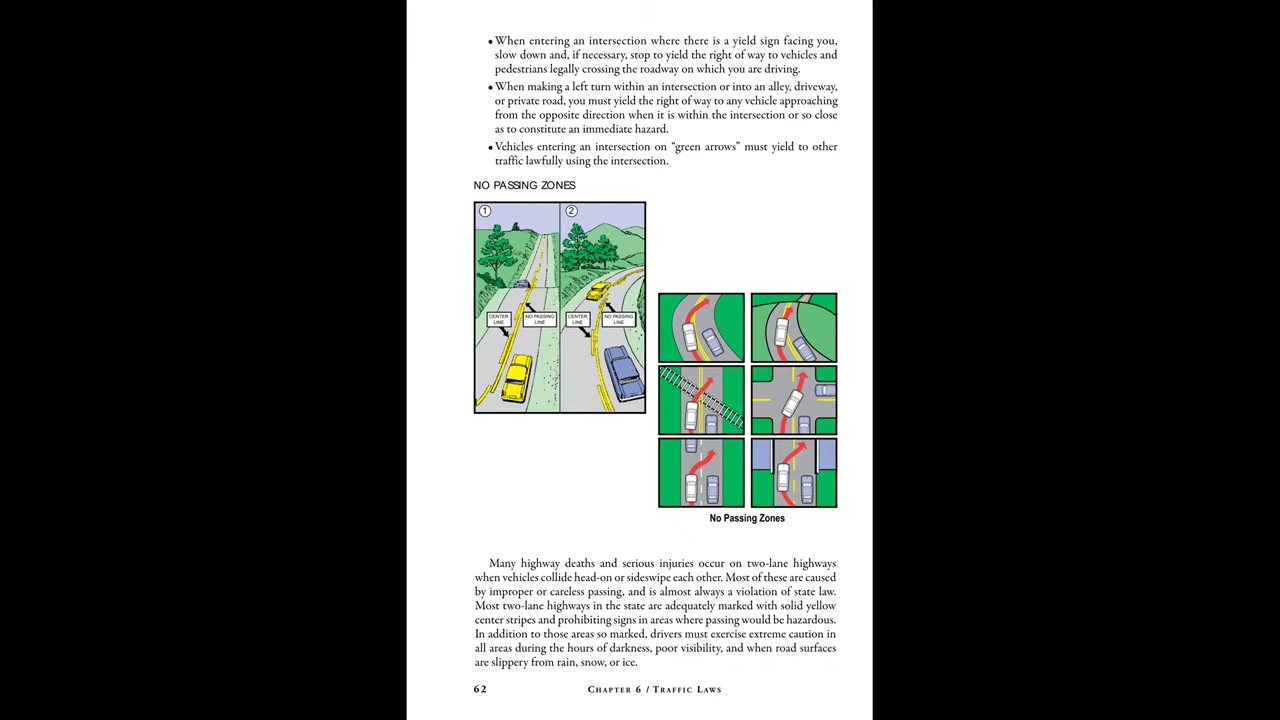 • When entering an intersection where there is a yield sign facing you,
slow down and, if necessary, stop to yield the right of way to vehicles and
pedestrians legally crossing the roadway on which you are driving.
• When making a left turn within an intersection or into an alley, driveway,
or private road, you must yield the right of way to any vehicle approaching
from the opposite direction when it is within the intersection or so close
as to constitute an immediate hazard.
• Vehicles entering an intersection on “green arrows” must yield to other
traffic lawfully using the intersection.
NO PASSING ZONES
1
2
CENTER
LINE
NO PASSING
LINE
CENTER
LINE
NO PASSING
LINE
No Passing Zones
Many highway deaths and serious injuries occur on two-lane highways
when vehicles collide head-on or sideswipe each other. Most of these are caused
by improper or careless passing, and is almost always a violation of state law.
Most two-lane highways in the state are adequately marked with solid yellow
center stripes and prohibiting signs in areas where passing would be hazardous.
In addition to those areas so marked, drivers must exercise extreme caution in
all areas during the hours of darkness, poor visibility, and when road surfaces
are slippery from rain, snow, or ice.
62 CHAPTER 6 / TRAFFIC LAWS